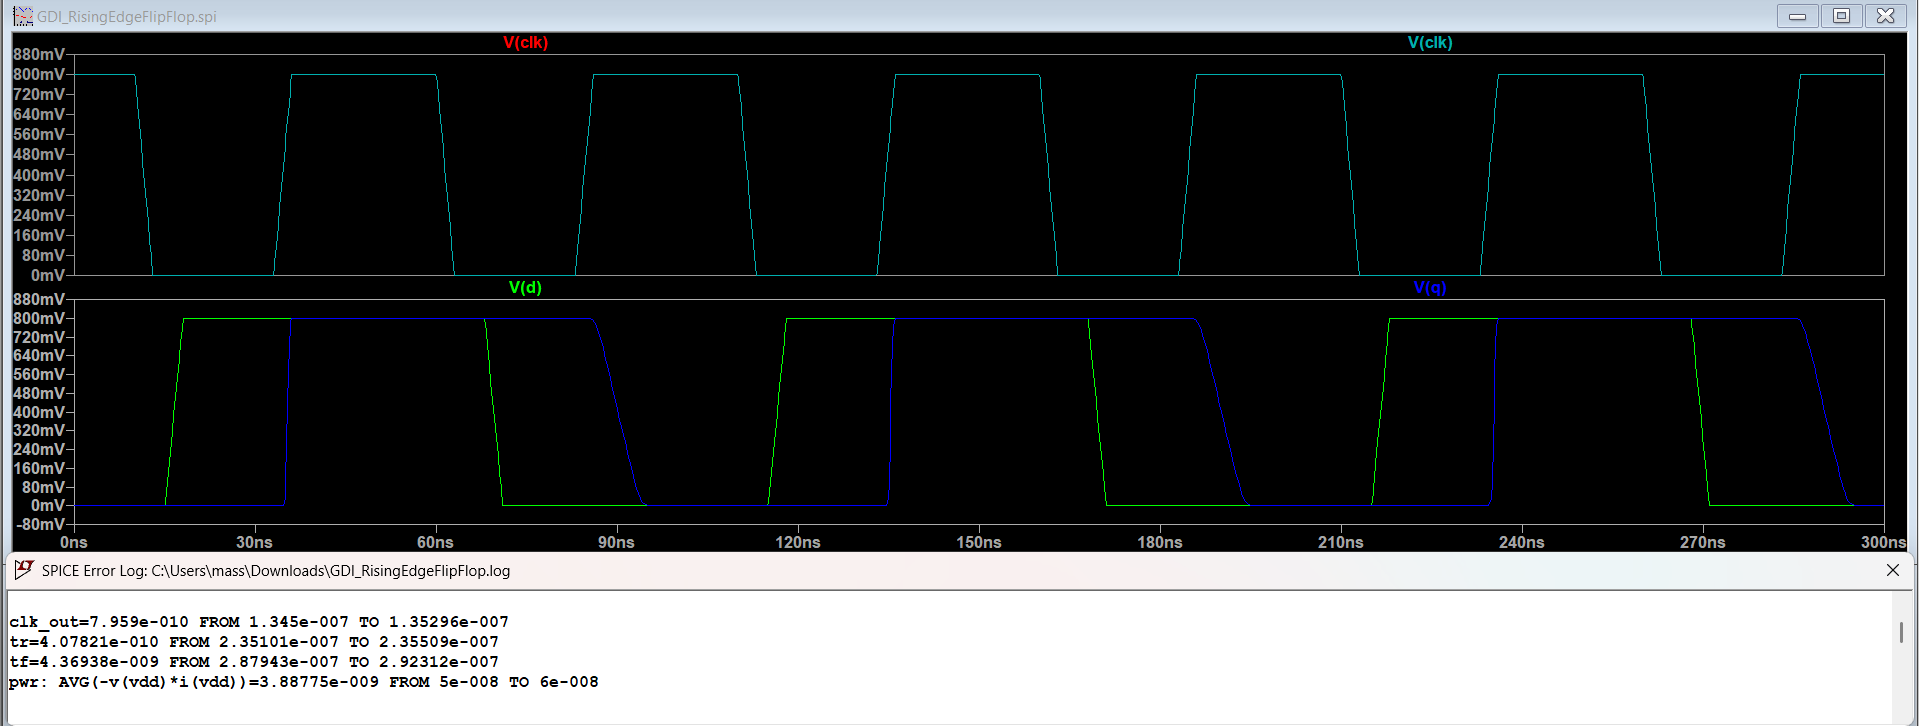 GDI_RisingEdgeFlipFlop.spi
V(clk) V(clk)
880mV
800mV
720mV
640mV
560mV
480mV
400mV
320mV
240mV
160mV
80mV
0mV
V(d) V(q)
880mV
800mV
720mV
640mV
560mV
480mV
400mV
320mV
240mV
160mV
80mV
0mV
-80mV
0ns 30ns 60ns 90ns 120ns 150ns 180ns 210ns 240ns 270ns 300ns
SPICE Error Log: C:\Users\mass\Downloads\GDI_RisingEdgeFlipFlop.log
clk_out=7.959e-010 FROM 1.345e-007 TO 1.35296e-007
tr=4.07821e-010 FROM 2.35101e-007 TO 2.35509e-007
tf=4.36938e-009 FROM 2.87943e-007 TO 2.92312e-007
pwr: AVG(-v(vdd)*i(vdd))=3.88775e-009 FROM 5e-008 TO 6e-008